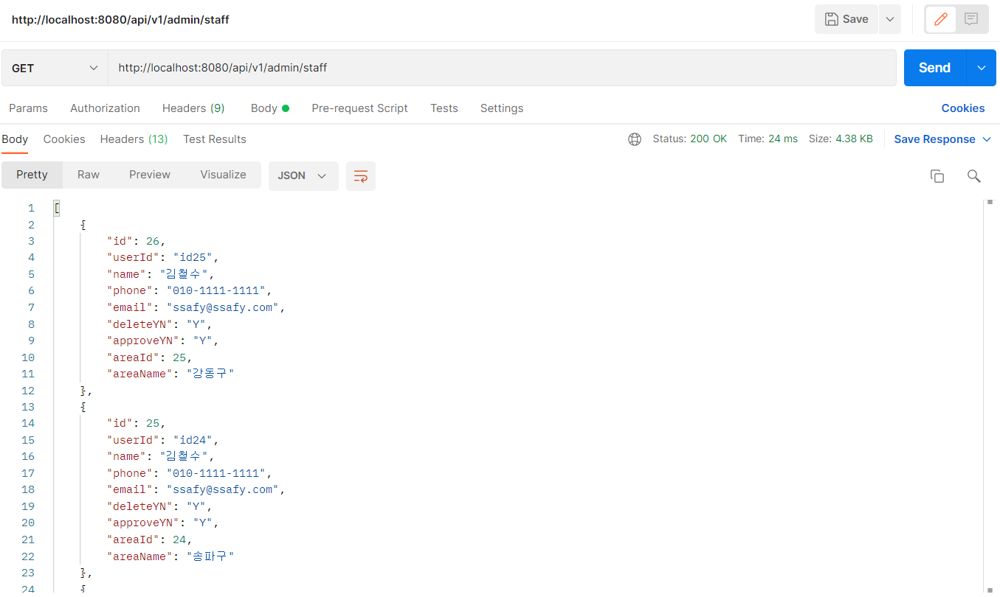 http://localhost:8080/api/v1/admin/staff
Save
GET http://localhost:8080/api/v1/admin/staff Send
Params Authorization Headers (9) Body Pre-request Script Tests Settings Cookies
Body Cookies Headers (13) Test Results Status: 200 OK Time: 24 ms Size: 4.38 KB Save Response
Pretty Raw Preview Visualize JSON
1 [
2 {
3 "id": 26,
4 "userId": "id25",
5 "name": "김철수",
6 "phone": "010-1111-1111",
7 "email": "ssafy@ssafy.com",
8 "deleteYN": "Y",
9 "approveYN": "Y",
10 "areaId": 25,
11 "areaName": "강동구"
12 },
13 {
14 "id": 25,
15 "userId": "id24",
16 "name": "김철수",
17 "phone": "010-1111-1111",
18 "email": "ssafy@ssafy.com",
19 "deleteYN": "Y",
20 "approveYN": "Y",
21 "areaId": 24,
22 "areaName": "송파구"
23 },
24 {